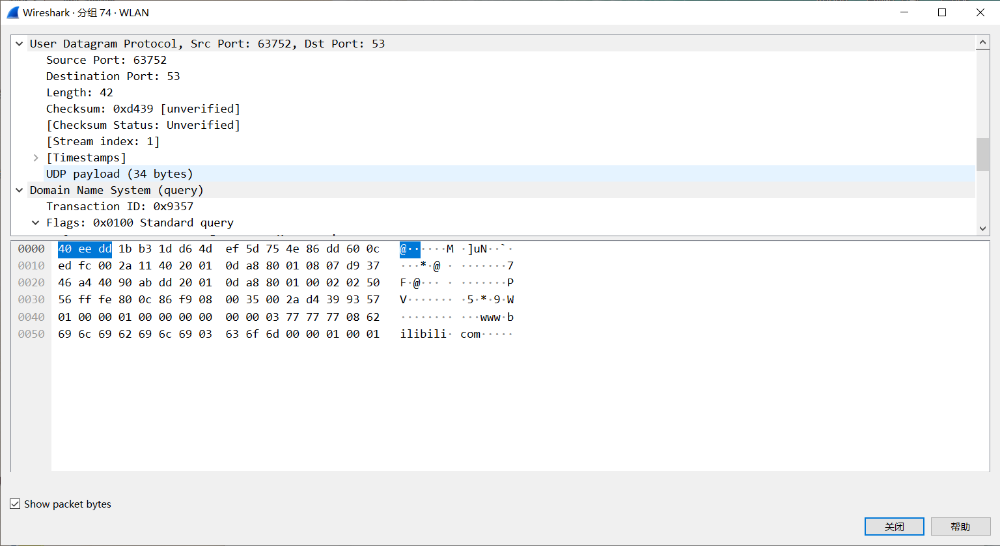 Wireshark · 分组 74 · WLAN
User Datagram Protocol, Src Port: 63752, Dst Port: 53
Source Port: 63752
Destination Port: 53
Length: 42
Checksum: 0xd439 [unverified]
[Checksum Status: Unverified]
[Stream index: 1]
[Timestamps]
UDP payload (34 bytes)
Domain Name System (query)
Transaction ID: 0x9357
Flags: 0x0100 Standard query
0000 40 ee dd 1b b3 1d d6 4d ef 5d 75 4e 86 dd 60 0c @·····M ·]uN··`·
0010 ed fc 00 2a 11 40 20 01 0d a8 80 01 08 07 d9 37 ···*·@ · ·······7
0020 46 a4 40 90 ab dd 20 01 0d a8 80 01 00 02 02 50 F·@··· · ·······P
0030 56 ff fe 80 0c 86 f9 08 00 35 00 2a d4 39 93 57 V······· ·5·*·9·W
0040 01 00 00 01 00 00 00 00 00 00 03 77 77 77 08 62 ········ ···www·b
0050 69 6c 69 62 69 6c 69 03 63 6f 6d 00 00 01 00 01 ilibili· com·····
Show packet bytes
关闭 帮助